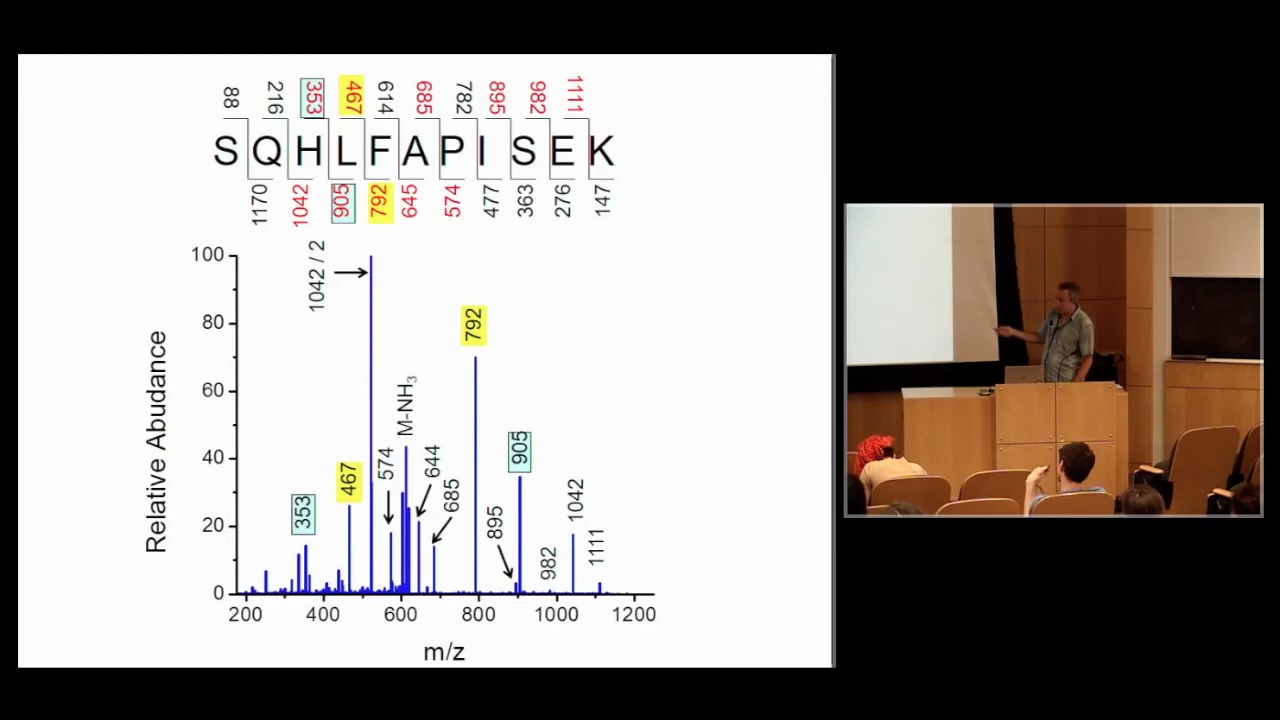 88 216 353 467 614 685 782 895 982 1111
SQHLFAPISEK
1170 1042 905 792 645 574 477 363 276 147
100
80
60
40
20
0
Relative Abudance
1042 / 2
792
M-NH₃
905
467
574
644
353
685
895
982
1042
1111
200 400 600 800 1000 1200
m/z